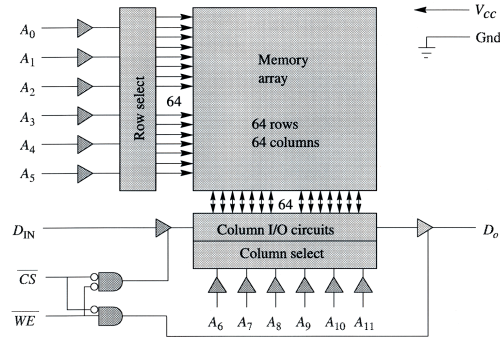 A0
A1
A2
A3
A4
A5
Row select
64
Memory
array
64 rows
64 columns
VCC
Gnd
64
DIN
Column I/O circuits
Column select
Do
CS
WE
A6 A7 A8 A9 A10 A11